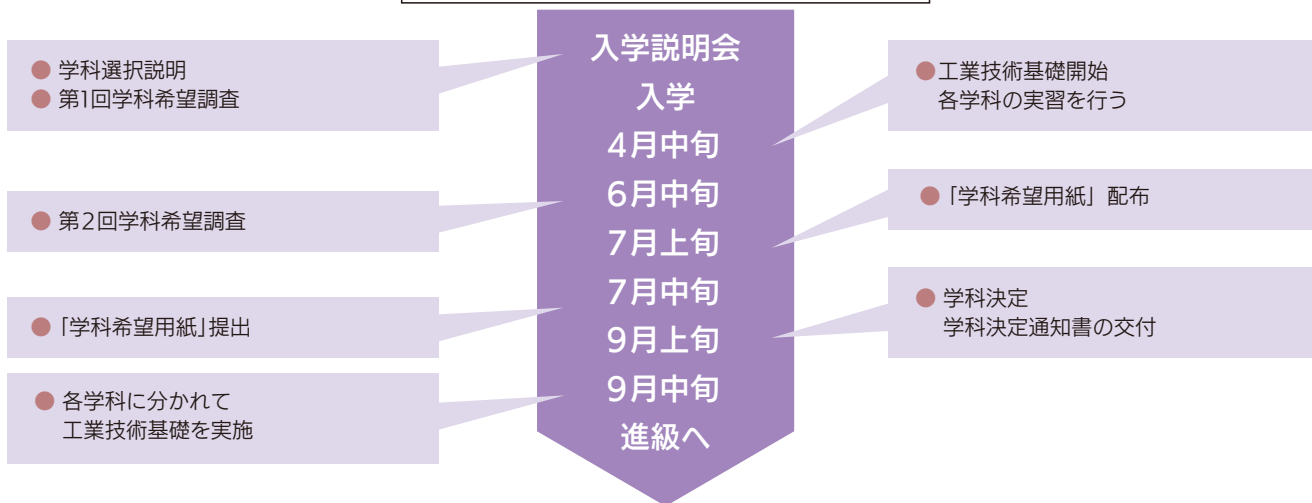 入学説明会
● 学科選択説明
● 第1回学科希望調査
入学
4月中旬
● 工業技術基礎開始
各学科の実習を行う
6月中旬
● 第2回学科希望調査
7月上旬
● 「学科希望用紙」配布
7月中旬
● 「学科希望用紙」提出
9月上旬
● 学科決定
学科決定通知書の交付
9月中旬
● 各学科に分かれて
工業技術基礎を実施
進級へ